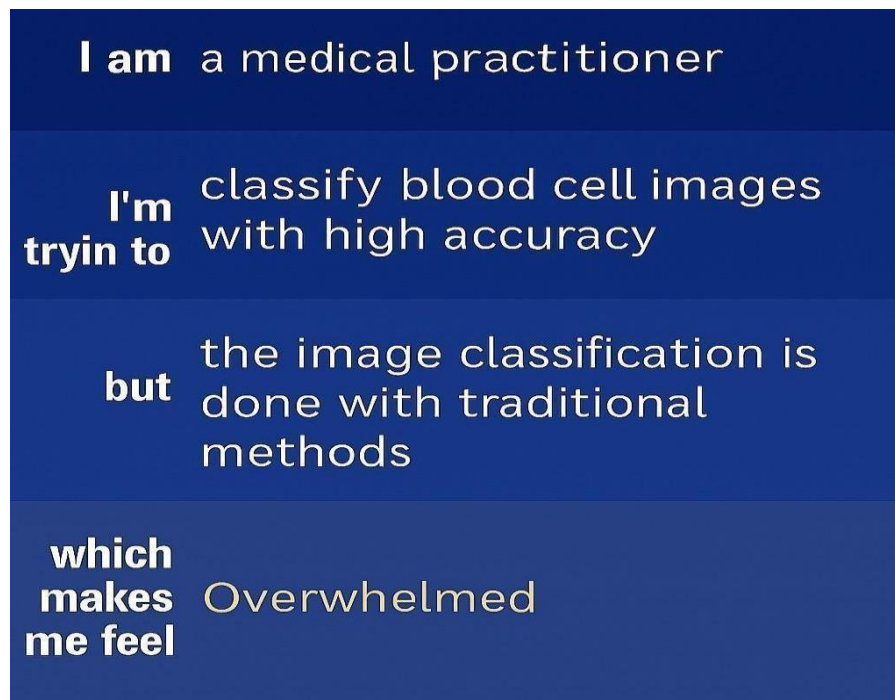 I am a medical practitioner
I'm
tryin to
classify blood cell images
with high accuracy
but
the image classification is
done with traditional
methods
which
makes
me feel
Overwhelmed